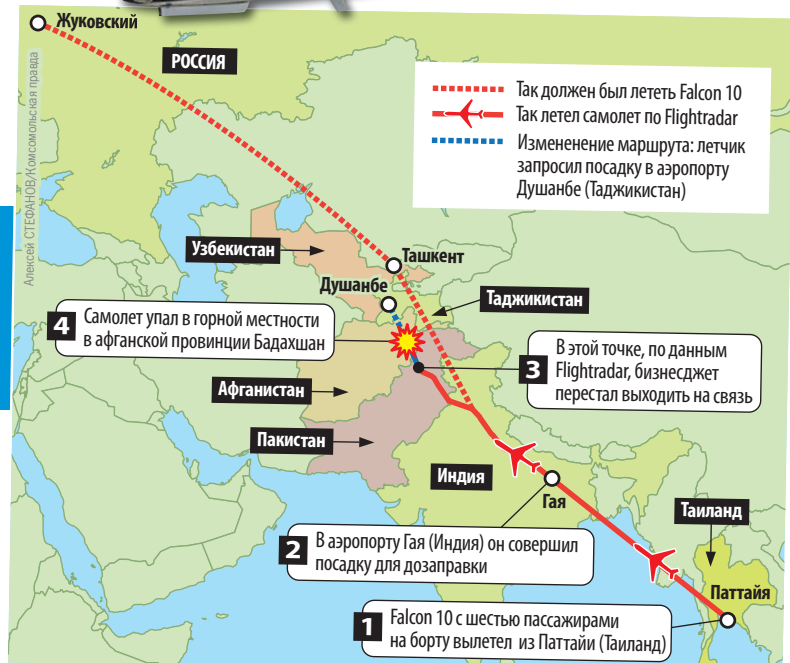 Жуковский
РОССИЯ
Так должен был лететь Falcon 10
Так летел самолет по Flightradar
Изменение маршрута: летчик
запросил посадку в аэропорту
Душанбе (Таджикистан)
Алексей СТЕФАНОВ/Комсомольская правда
Узбекистан
Ташкент
Душанбе
Таджикистан
4 Самолет упал в горной местности
в афганской провинции Бадахшан
3 В этой точке, по данным
Flightradar, бизнесджет
перестал выходить на связь
Афганистан
Пакистан
Индия
Гая
Таиланд
2 В аэропорту Гая (Индия) он совершил
посадку для дозаправки
Паттайя
1 Falcon 10 с шестью пассажирами
на борту вылетел из Паттайи (Таиланд)